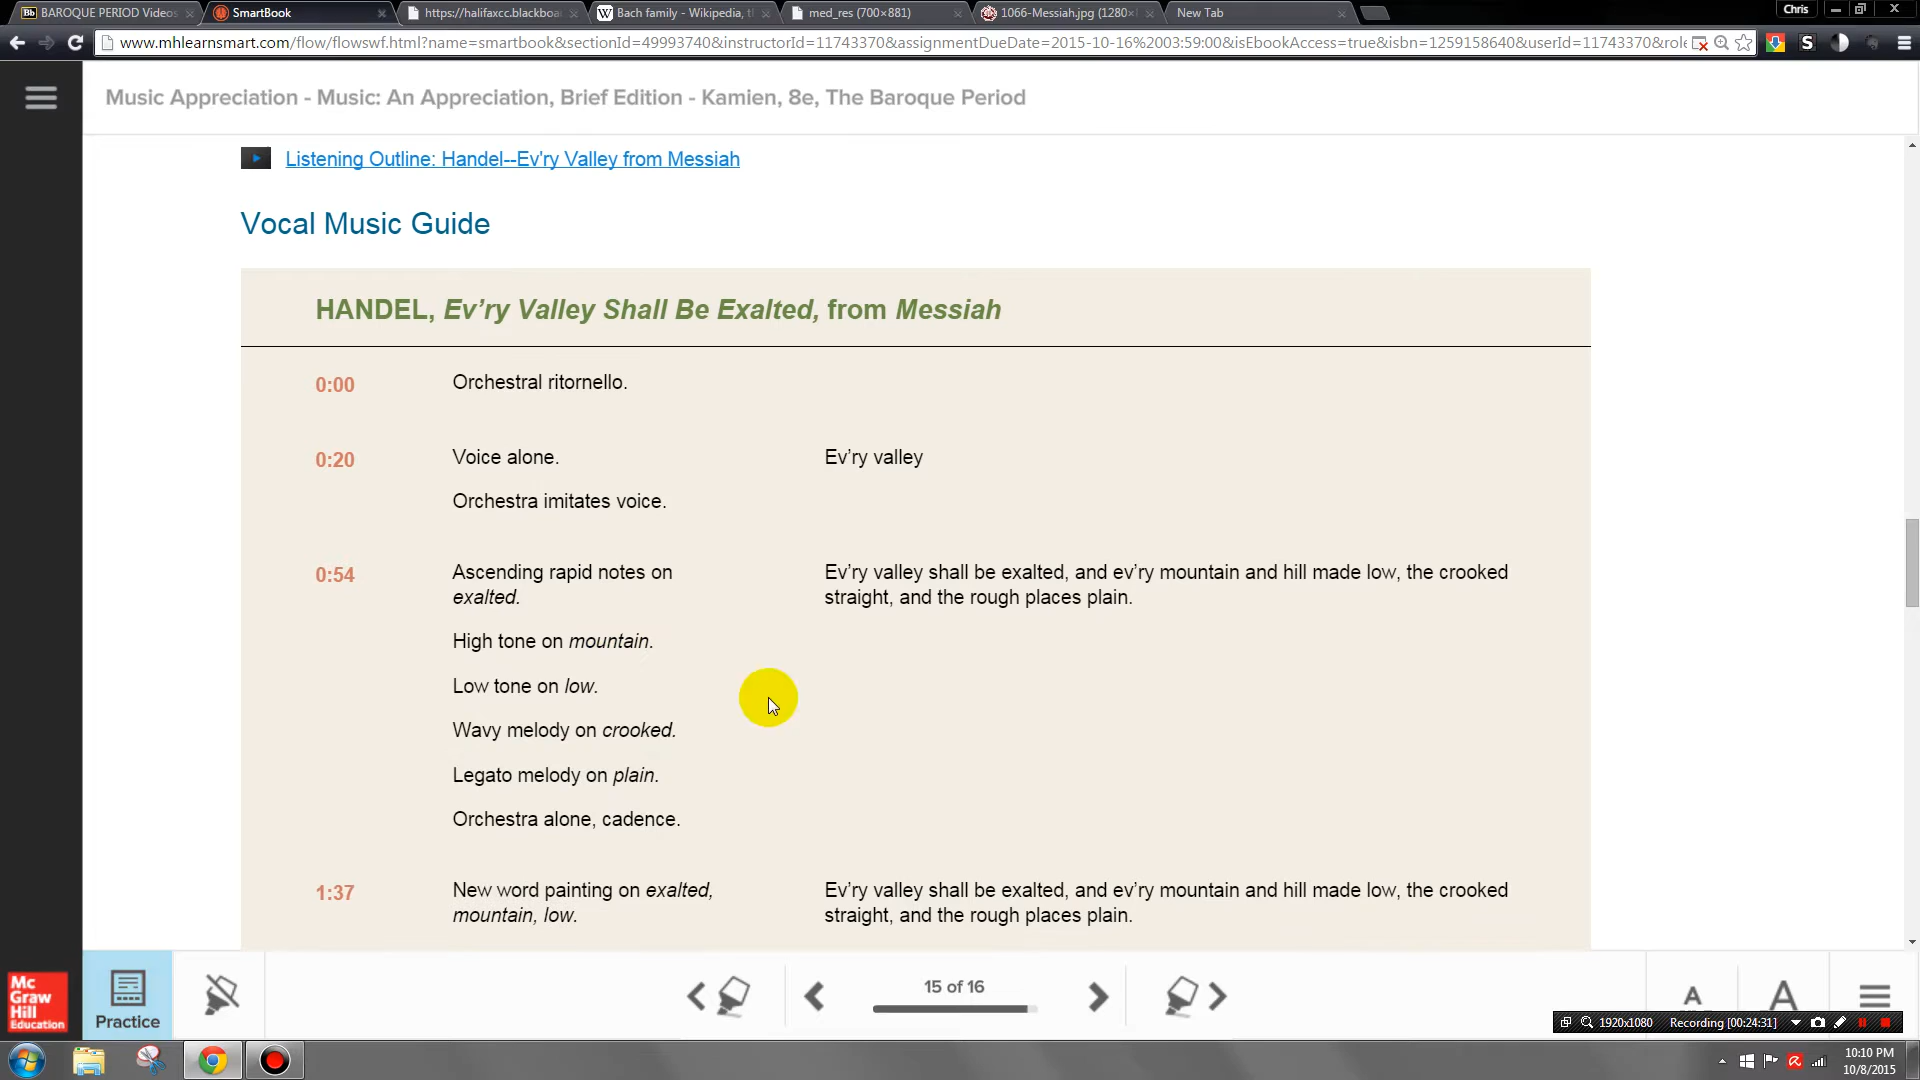 BAROQUE PERIOD Videos
SmartBook
https://halifaxcc.blackboa
Bach family - Wikipedia, t
med_res (700×881)
1066-Messiah.jpg (1280×
New Tab
Chris
www.mhlearnsmart.com/flow/flowswf.html?name=smartbook&sectionId=49993740&instructorId=11743370&assignmentDueDate=2015-10-16%2003:59:00&isEbookAccess=true&isbn=1259158640&userId=11743370&role
Music Appreciation - Music: An Appreciation, Brief Edition - Kamien, 8e, The Baroque Period
Listening Outline: Handel--Ev'ry Valley from Messiah
Vocal Music Guide
HANDEL, Ev’ry Valley Shall Be Exalted, from Messiah
0:00 Orchestral ritornello.
0:20 Voice alone. Ev’ry valley
Orchestra imitates voice.
0:54 Ascending rapid notes on Ev’ry valley shall be exalted, and ev’ry mountain and hill made low, the crooked
exalted. straight, and the rough places plain.
High tone on mountain.
Low tone on low.
Wavy melody on crooked.
Legato melody on plain.
Orchestra alone, cadence.
1:37 New word painting on exalted, Ev’ry valley shall be exalted, and ev’ry mountain and hill made low, the crooked
mountain, low. straight, and the rough places plain.
Mc
Graw
Hill
Education
Practice
15 of 16
A A
1920x1080 Recording [00:24:31]
10:10 PM
10/8/2015